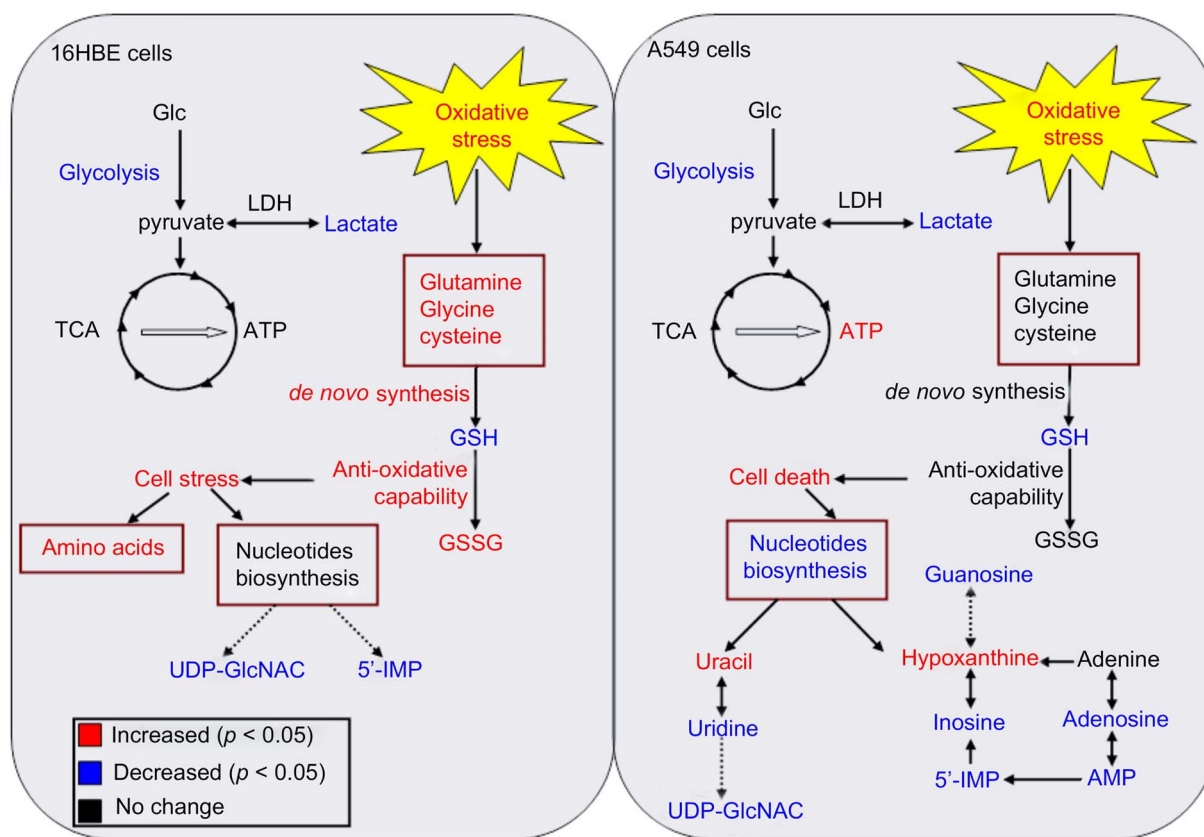 16HBE cells
Oxidative
stress
Glc
Glycolysis
LDH
pyruvate
Lactate
Glutamine
Glycine
cysteine
TCA
ATP
de novo synthesis
GSH
Cell stress
Anti-oxidative
capability
Amino acids
Nucleotides
biosynthesis
GSSG
UDP-GlcNAC
5’-IMP
Increased (p < 0.05)
Decreased (p < 0.05)
No change
A549 cells
Oxidative
stress
Glc
Glycolysis
LDH
pyruvate
Lactate
Glutamine
Glycine
cysteine
TCA
ATP
de novo synthesis
GSH
Cell death
Anti-oxidative
capability
Nucleotides
biosynthesis
GSSG
Guanosine
Uracil
Hypoxanthine
Adenine
Uridine
Inosine
Adenosine
5’-IMP
AMP
UDP-GlcNAC